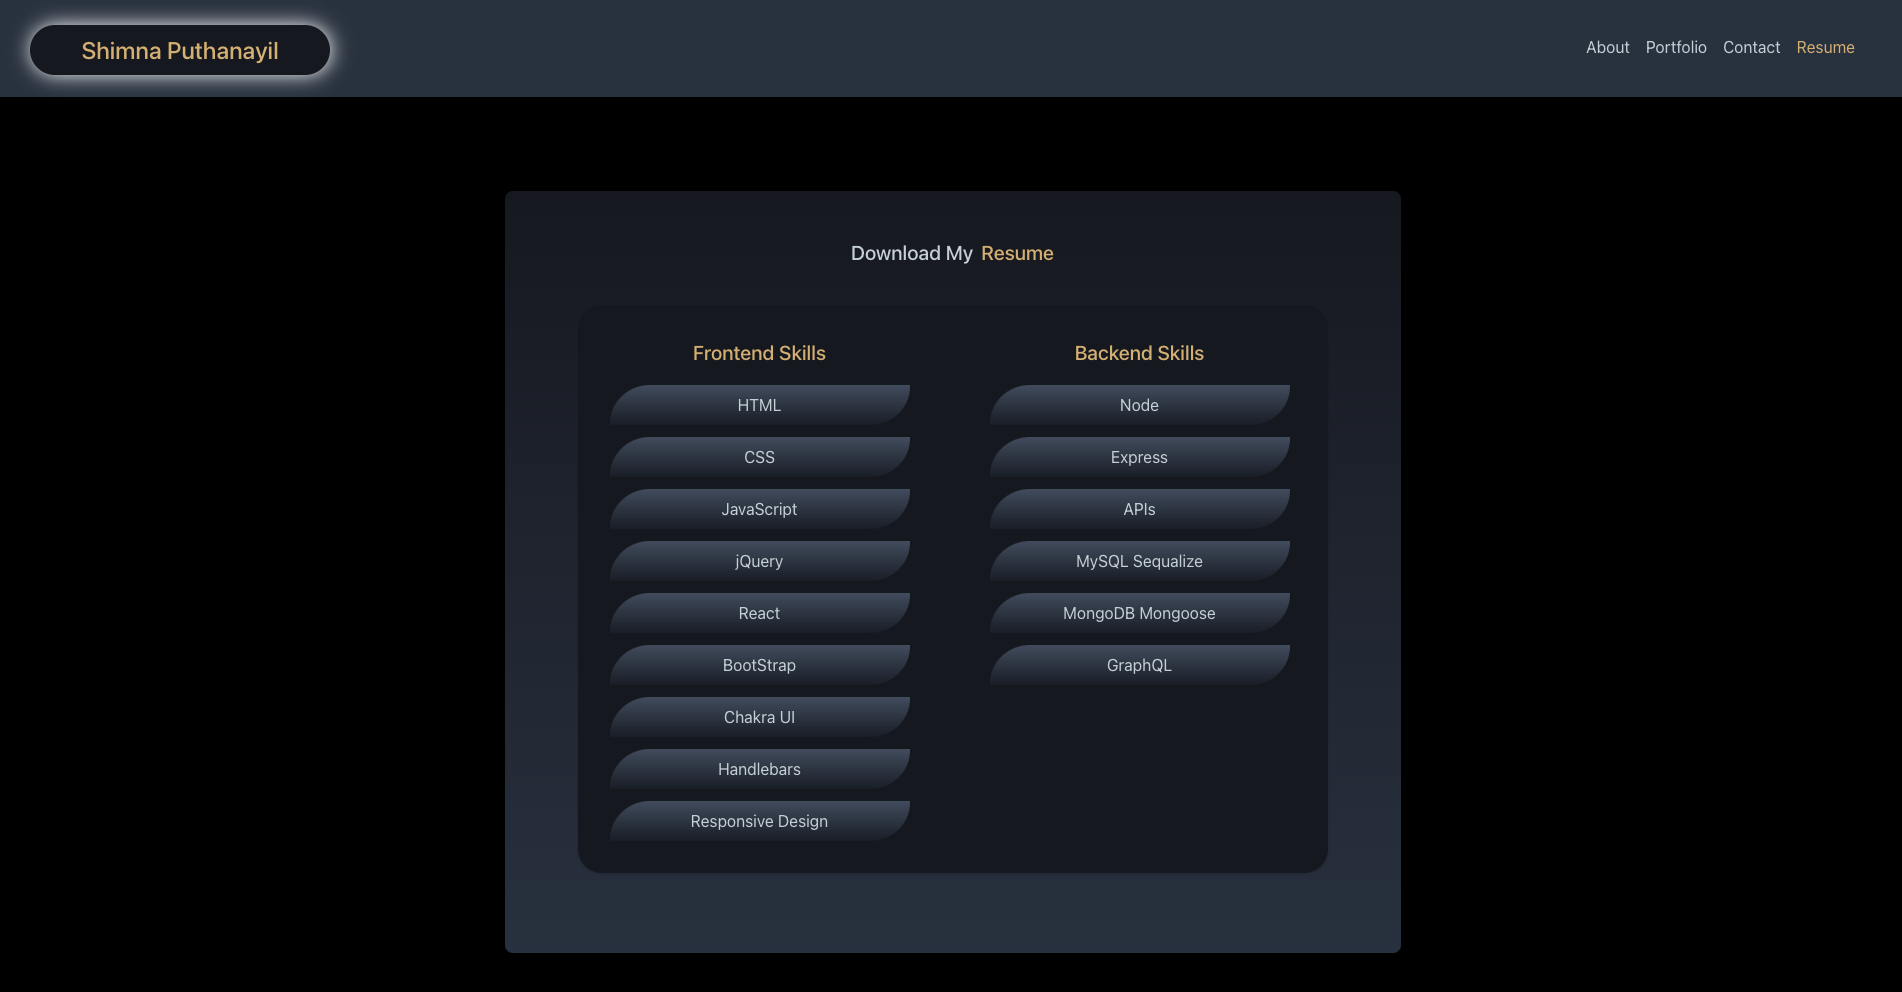 Shimna Puthanayil
About Portfolio Contact Resume
Download My Resume
Frontend Skills
HTML
CSS
JavaScript
jQuery
React
BootStrap
Chakra UI
Handlebars
Responsive Design
Backend Skills
Node
Express
APIs
MySQL Sequalize
MongoDB Mongoose
GraphQL